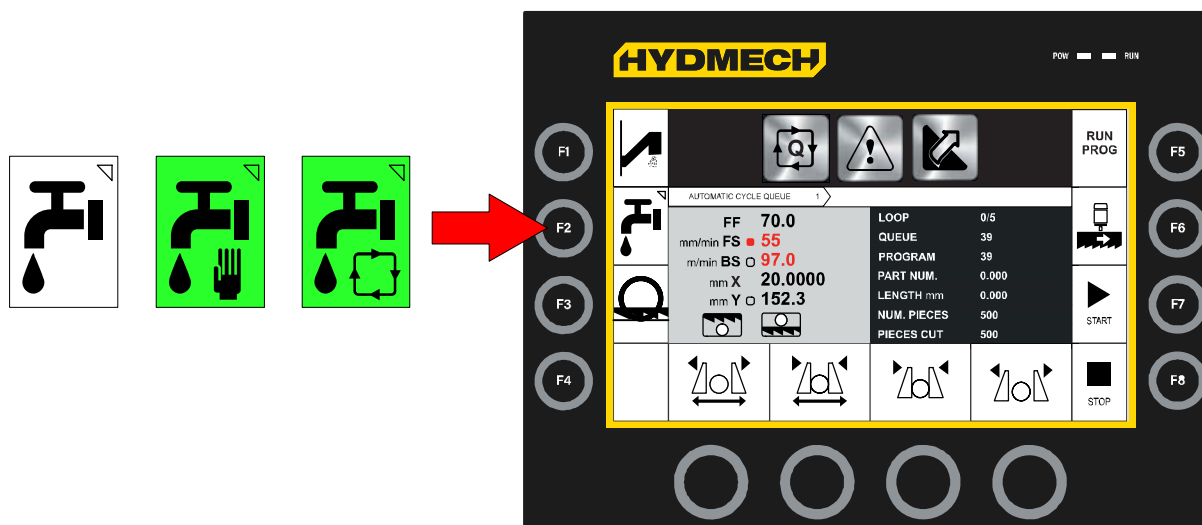 HYDMECH
POW RUN
F1
F2
F3
F4
Q
RUN
PROG
AUTOMATIC CYCLE QUEUE 1
FF 70.0
mm/min FS 55
m/min BS 97.0
mm X 20.0000
mm Y 152.3
LOOP 0/5
QUEUE 39
PROGRAM 39
PART NUM. 0.000
LENGTH mm 0.000
NUM. PIECES 500
PIECES CUT 500
START
STOP
F5
F6
F7
F8